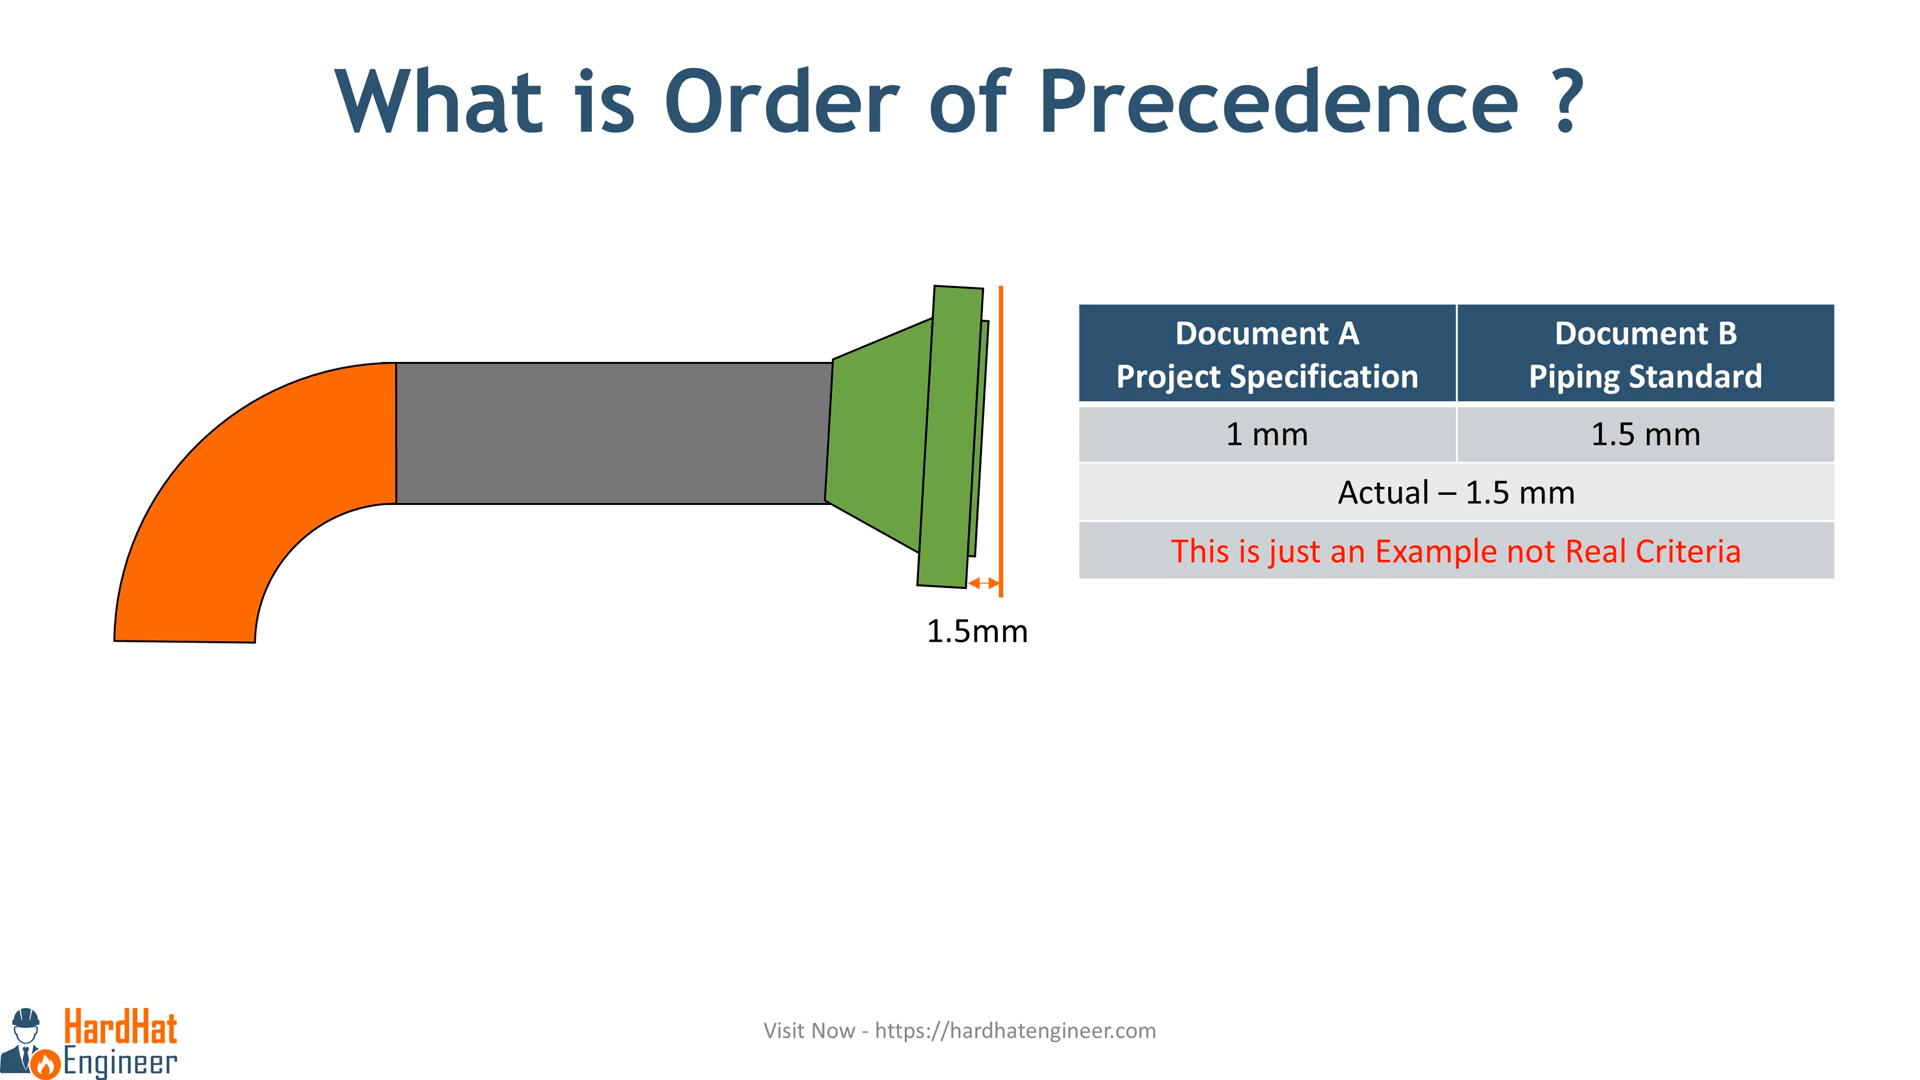 What is Order of Precedence ?
Document A
Project Specification
Document B
Piping Standard
1 mm
1.5 mm
Actual – 1.5 mm
This is just an Example not Real Criteria
1.5mm
HardHat
Engineer
Visit Now - https://hardhatengineer.com